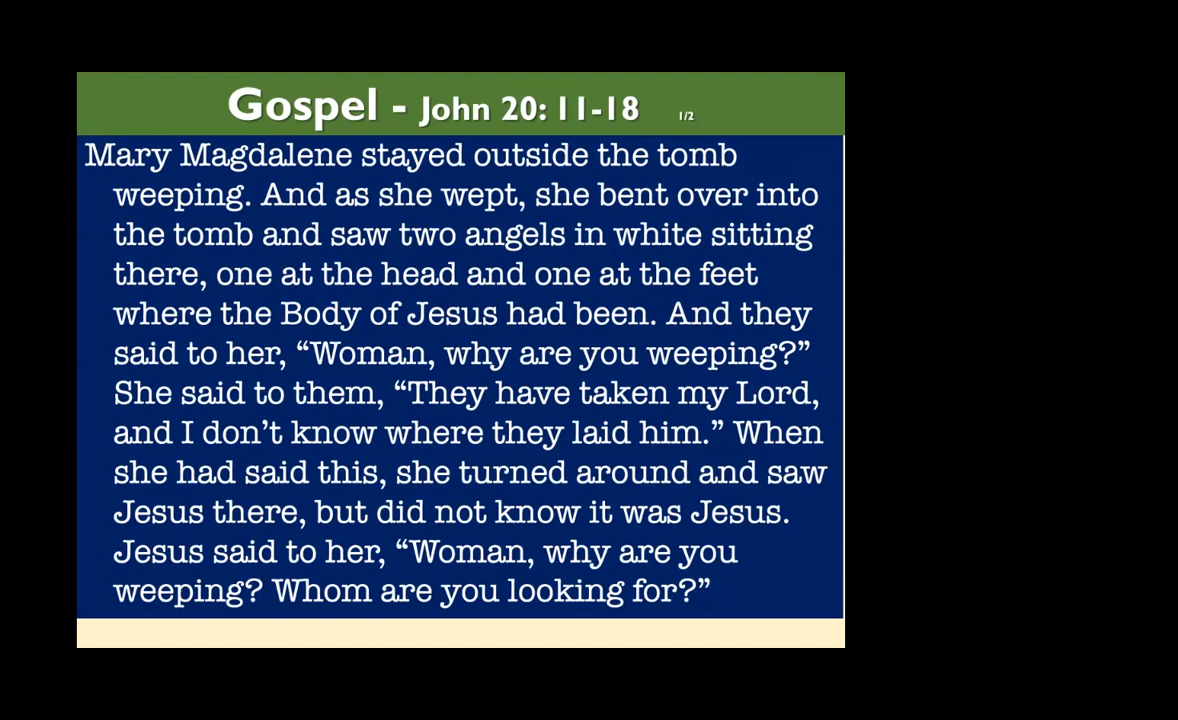 Gospel - John 20: 11-18 1/2
Mary Magdalene stayed outside the tomb
weeping. And as she wept, she bent over into
the tomb and saw two angels in white sitting
there, one at the head and one at the feet
where the Body of Jesus had been. And they
said to her, “Woman, why are you weeping?”
She said to them, “They have taken my Lord,
and I don’t know where they laid him.” When
she had said this, she turned around and saw
Jesus there, but did not know it was Jesus.
Jesus said to her, “Woman, why are you
weeping? Whom are you looking for?”